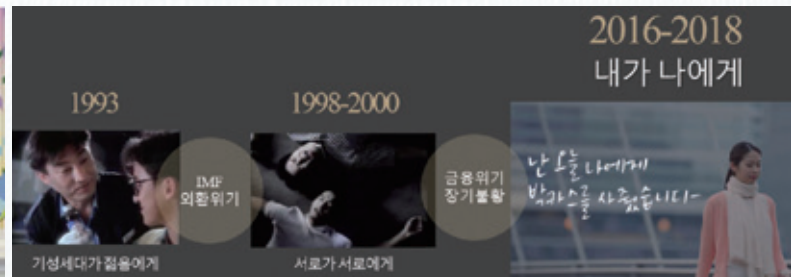 1993
기성세대가 젊음에게
IMF
외환위기
1998-2000
서로가 서로에게
금융위기
장기불황
2016-2018
내가 나에게
난 오늘 나에게
박카스를 사줬습니다-